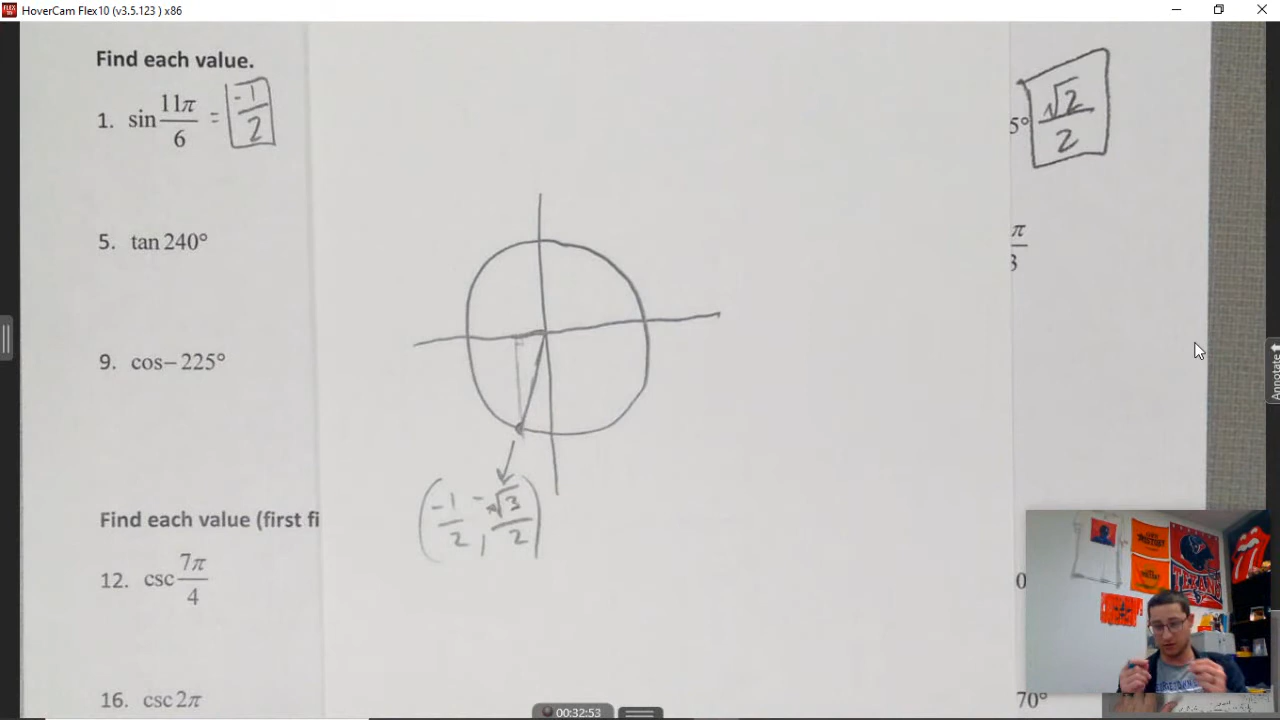 HoverCam Flex10 (v3.5.123) x86
Find each value.
1. sin 11π/6 = -1/2
5° √2/2
5. tan 240°
π/3
9. cos– 225°
(-1/2, -√3/2)
Find each value (first fi
12. csc 7π/4
0
16. csc 2π
70°
Annotate
TEXANS
00:32:53